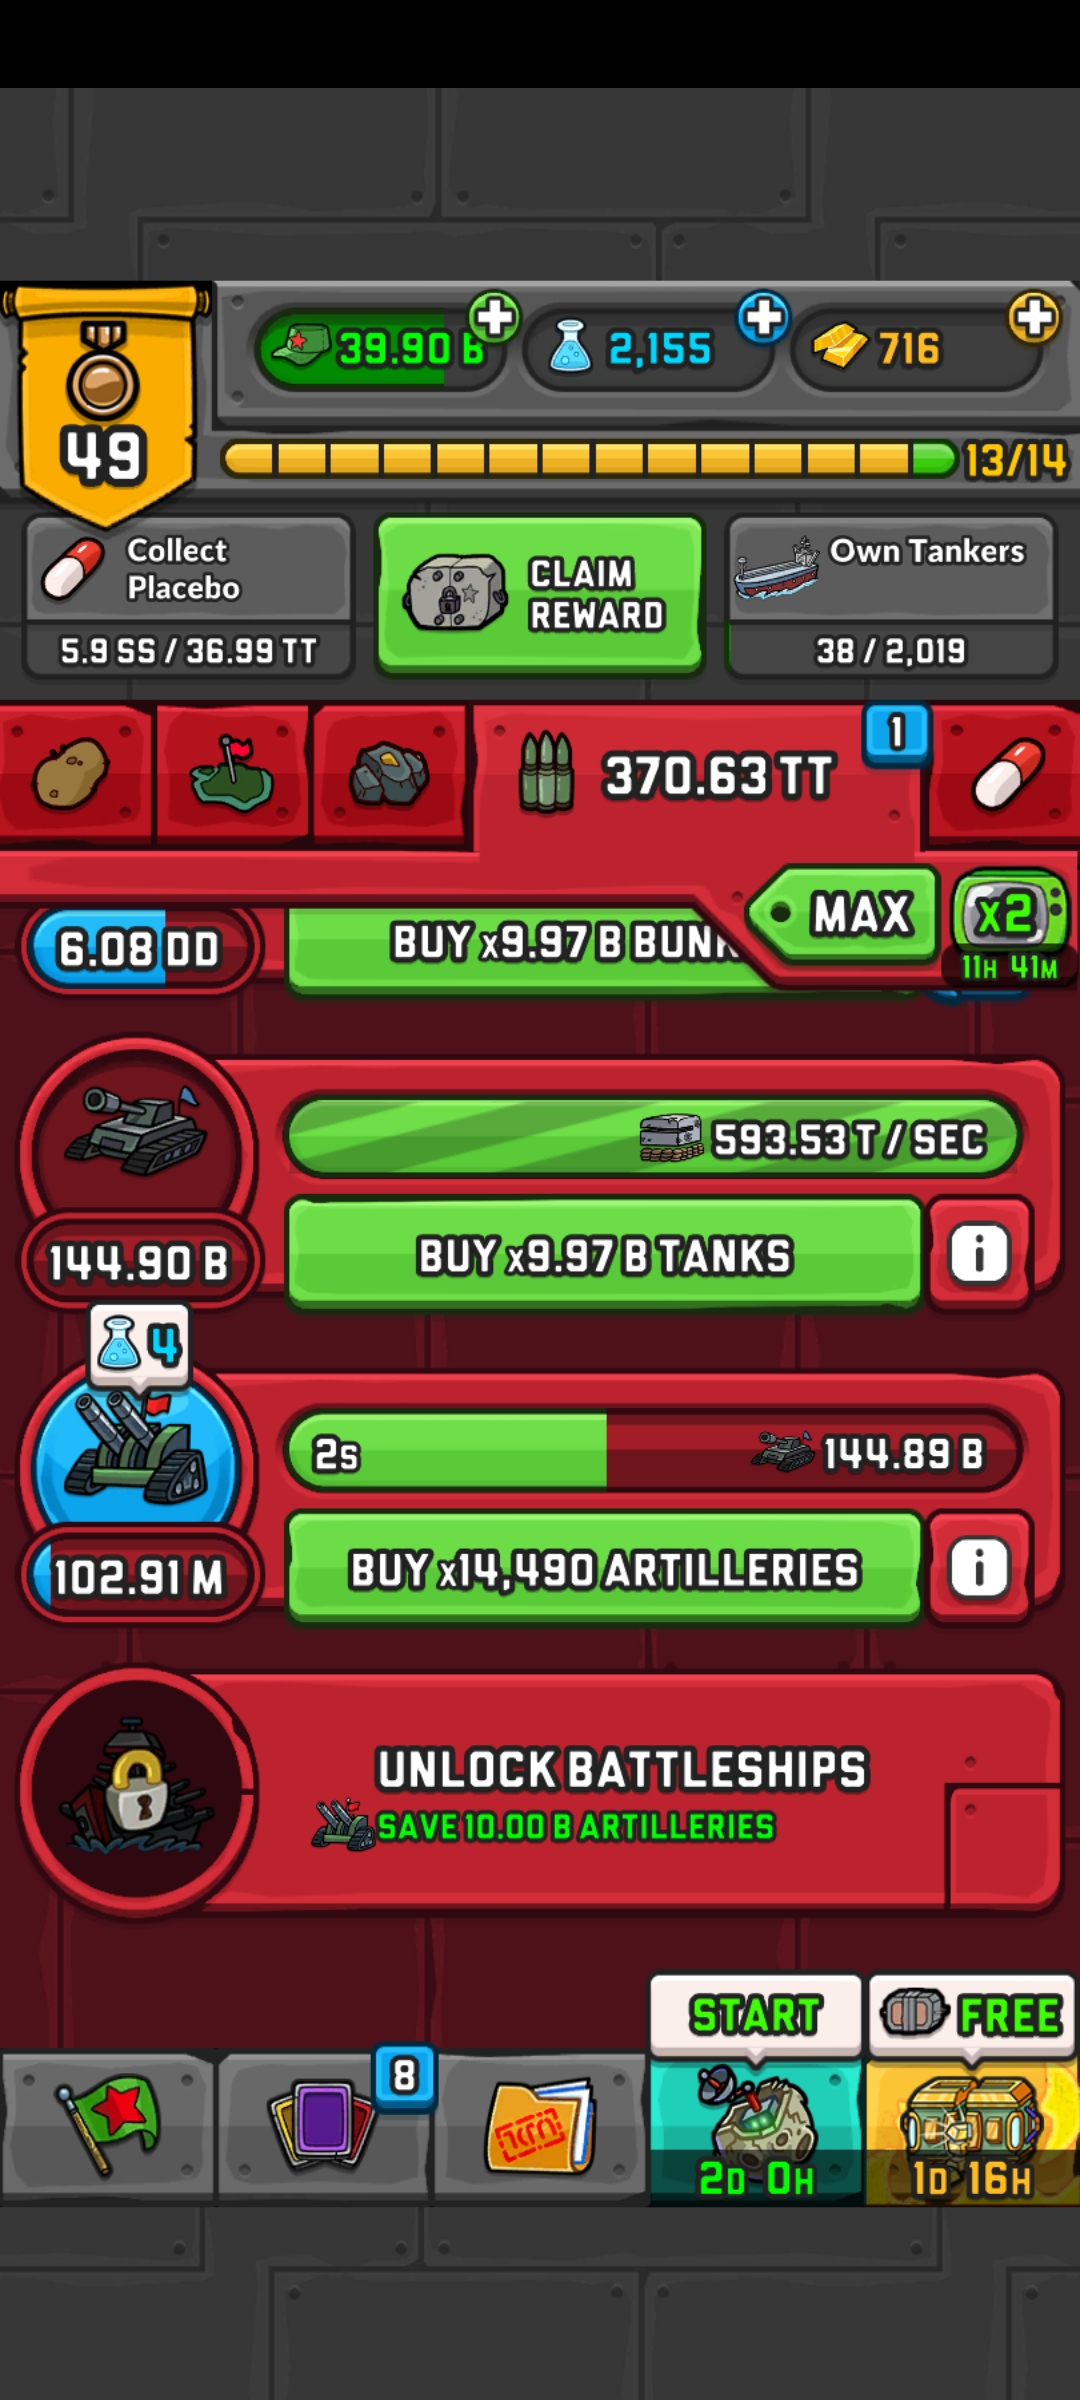 39.90 B
2,155
716
49
13/14
Collect
Placebo
5.9 SS / 36.99 TT
CLAIM
REWARD
Own Tankers
38 / 2,019
370.63 TT
1
MAX
x2
11H 41M
6.08 DD
BUY x9.97 B BUNK
593.53 T / SEC
144.90 B
BUY x9.97 B TANKS
i
4
2s
144.89 B
102.91 M
BUY x14,490 ARTILLERIES
i
UNLOCK BATTLESHIPS
SAVE 10.00 B ARTILLERIES
START
FREE
8
2D 0H
1D 16H